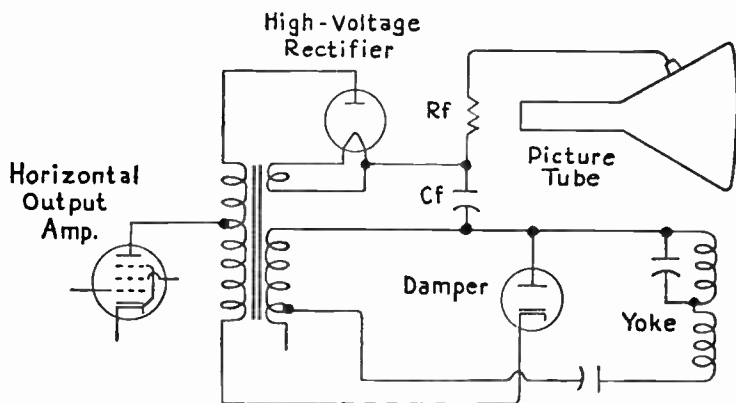 High-Voltage
Rectifier
Rf
Picture
Tube
Horizontal
Output
Amp.
Cf
Damper
Yoke